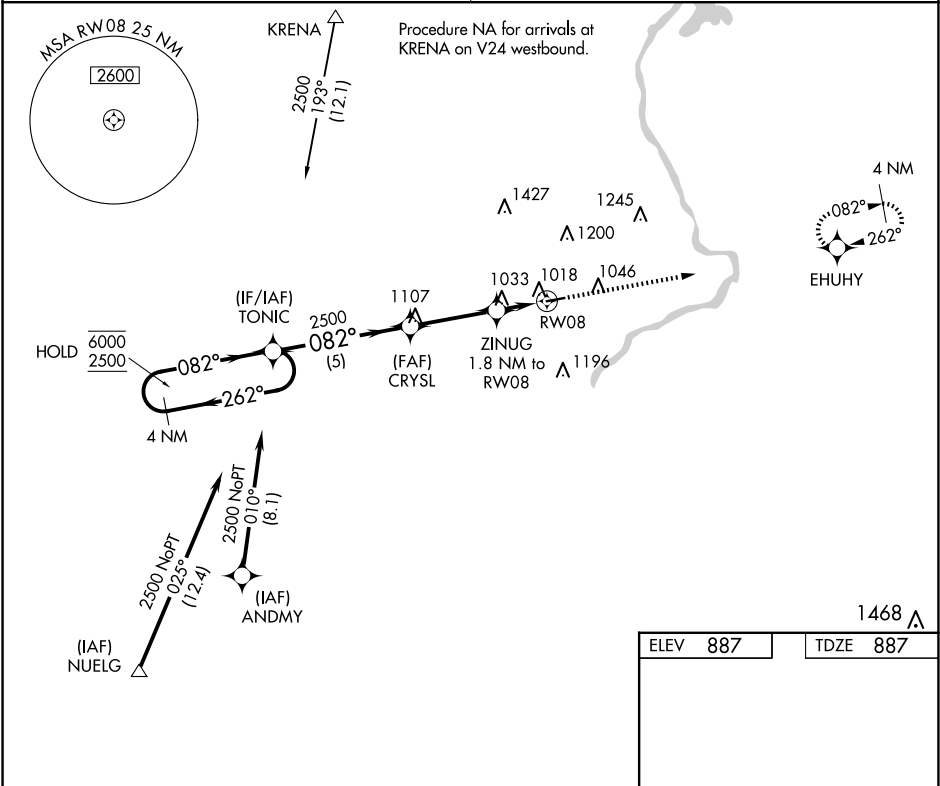 MSA RW08 25 NM
2600
KRENA
2500
193°
(12.1)
Procedure NA for arrivals at
KRENA on V24 westbound.
1427
1245
1200
4 NM
082°
262°
EHUHY
1033
1018
1046
1107
RW08
(IF/IAF)
TONIC
2500
082°
(5)
(FAF)
CRYSL
ZINUG
1.8 NM to
RW08
1196
HOLD
6000
2500
082°
262°
4 NM
2500 NoPT
010°
(8.1)
2500 NoPT
025°
(12.4)
(IAF)
ANDMY
(IAF)
NUELG
1468
ELEV 887
TDZE 887